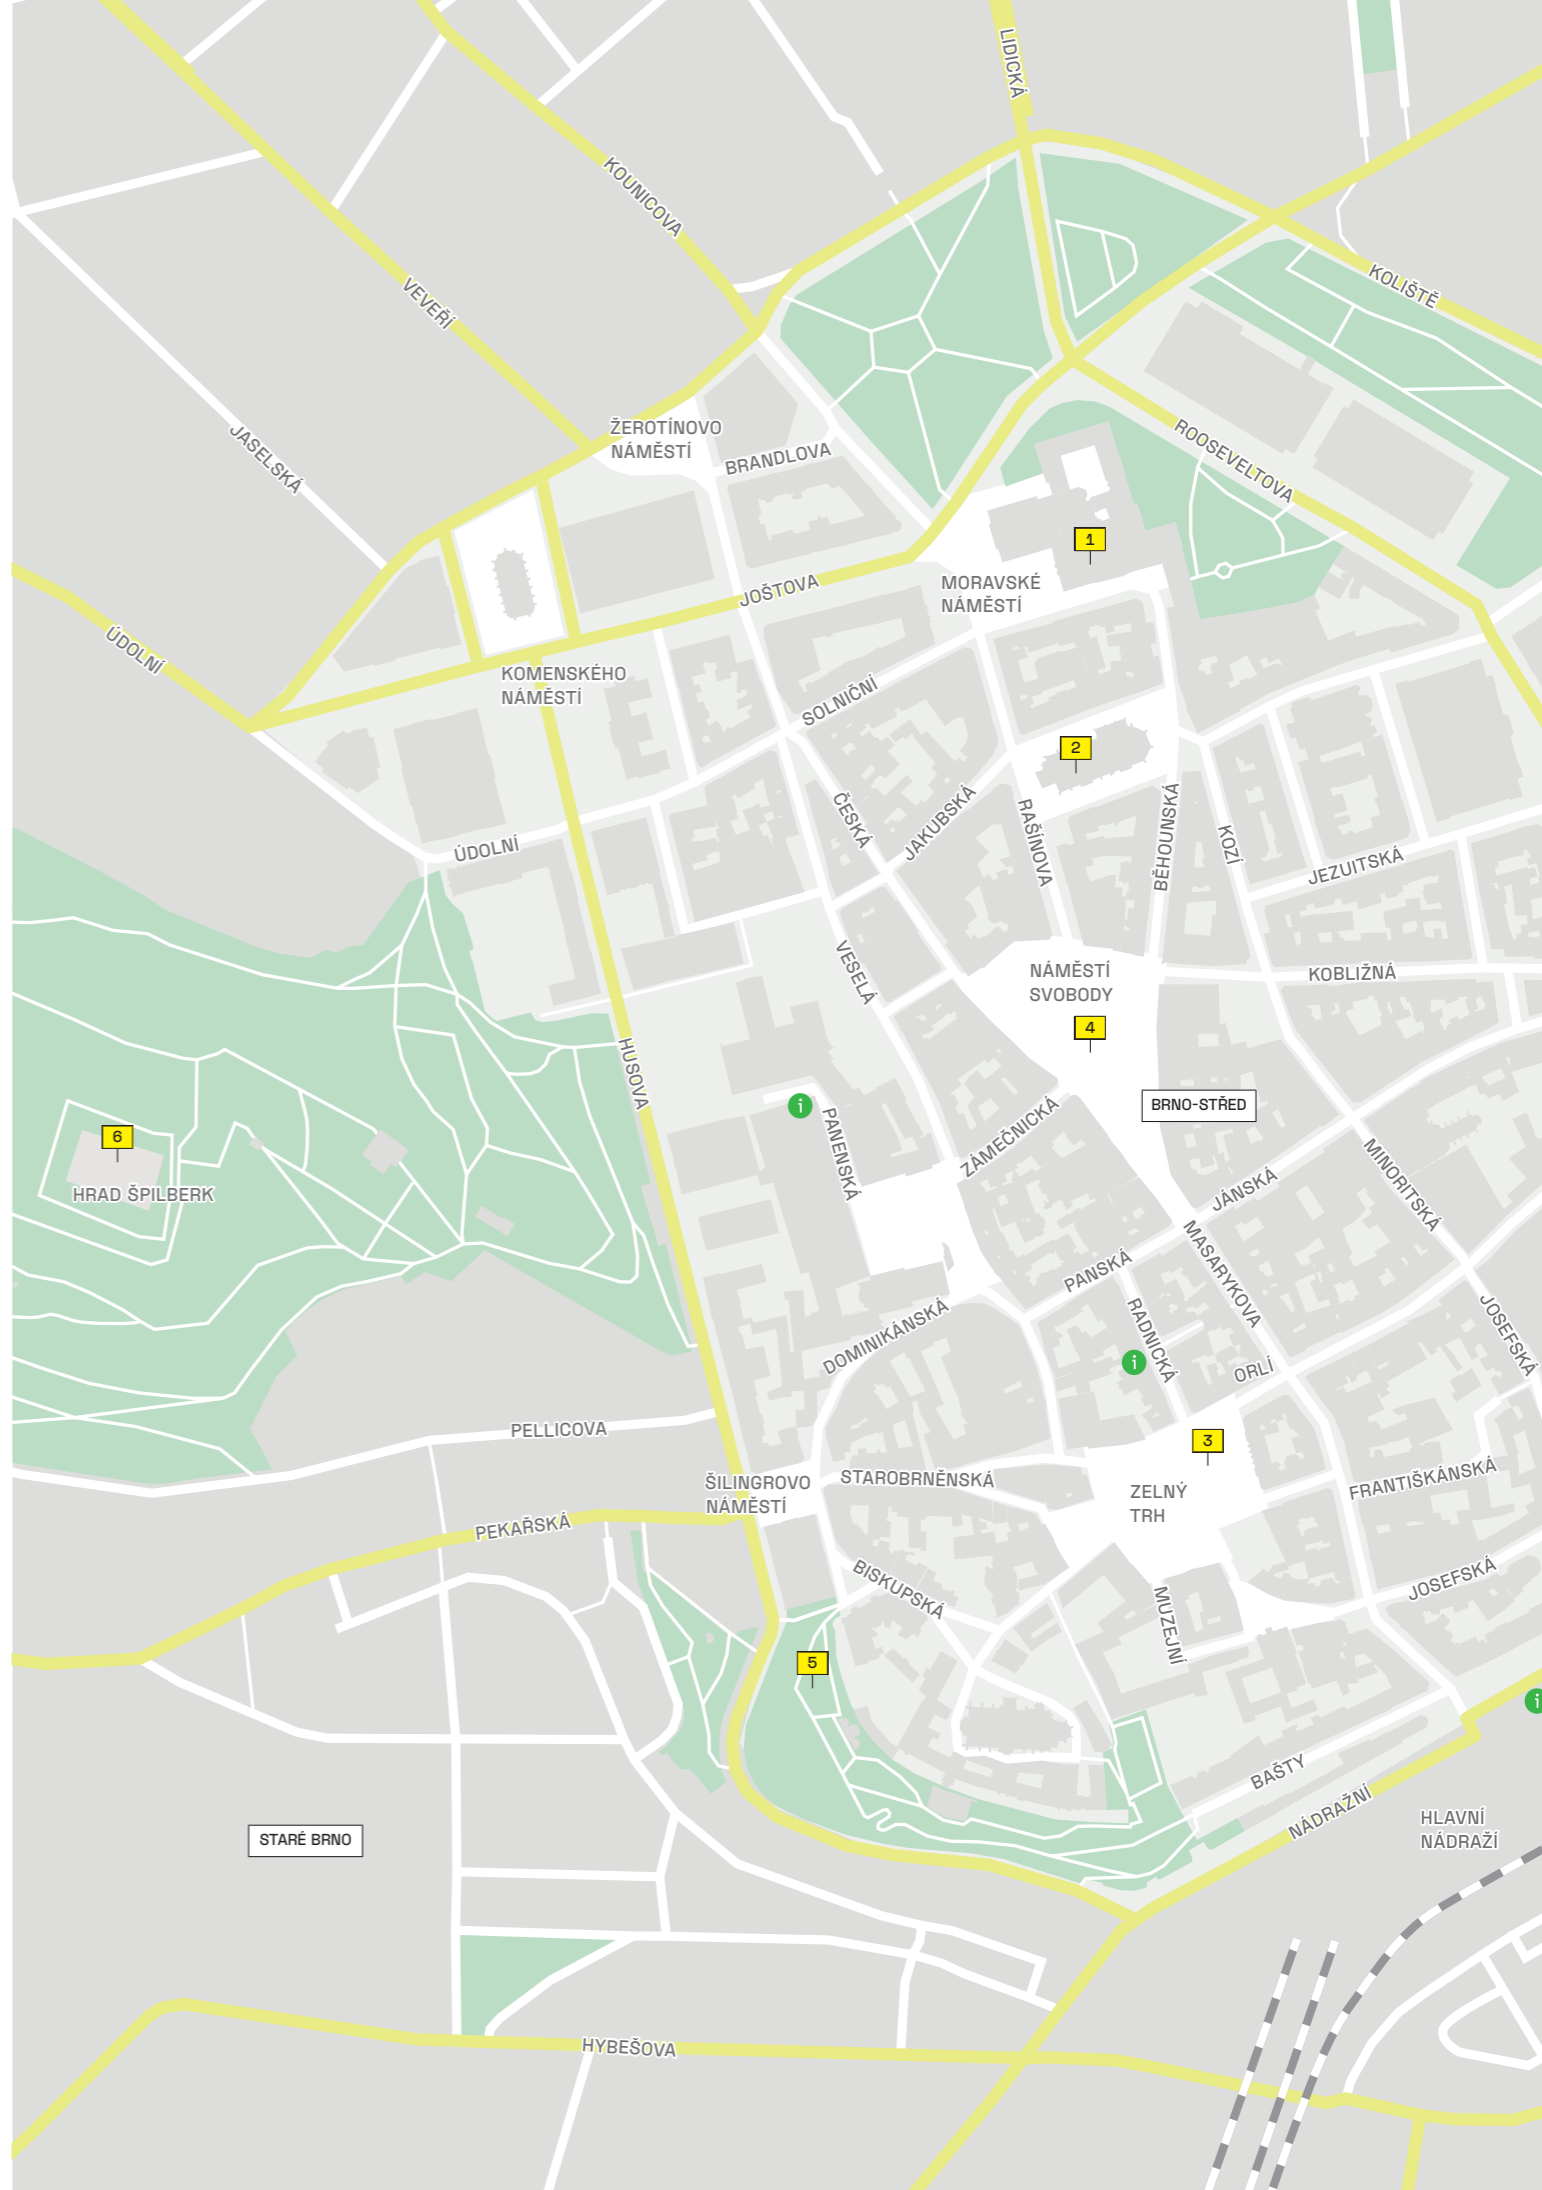 LIDICKÁ
KOUNICOVA
VEVEŘÍ
KOLIŠTĚ
JASELSKÁ
ŽEROTÍNOVO
NÁMĚSTÍ
BRANDLOVA
ROOSEVELTOVA
1
MORAVSKÉ
NÁMĚSTÍ
JOŠTOVA
ÚDOLNÍ
KOMENSKÉHO
NÁMĚSTÍ
SOLNIČNÍ
2
ČESKÁ
JAKUBSKÁ
RAŠÍNOVA
BĚHOUNSKÁ
KOZÍ
JEZUITSKÁ
ÚDOLNÍ
VESELÁ
NÁMĚSTÍ
SVOBODY
KOBLIŽNÁ
4
HUSOVA
i
PANENSKÁ
ZÁMEČNICKÁ
BRNO-STŘED
6
HRAD ŠPILBERK
MINORITSKÁ
JÁNSKÁ
MASARYKOVA
PANSKÁ
RADNICKÁ
DOMINIKÁNSKÁ
JOSEFSKÁ
i
ORLÍ
PELLICOVA
3
ŠILINGROVO
NÁMĚSTÍ
STAROBRNĚNSKÁ
ZELNÝ
TRH
FRANTIŠKÁNSKÁ
PEKAŘSKÁ
BISKUPSKÁ
JOSEFSKÁ
MUZEJNÍ
5
i
BAŠTY
NÁDRAŽNÍ
HLAVNÍ
NÁDRAŽÍ
STARÉ BRNO
HYBEŠOVA